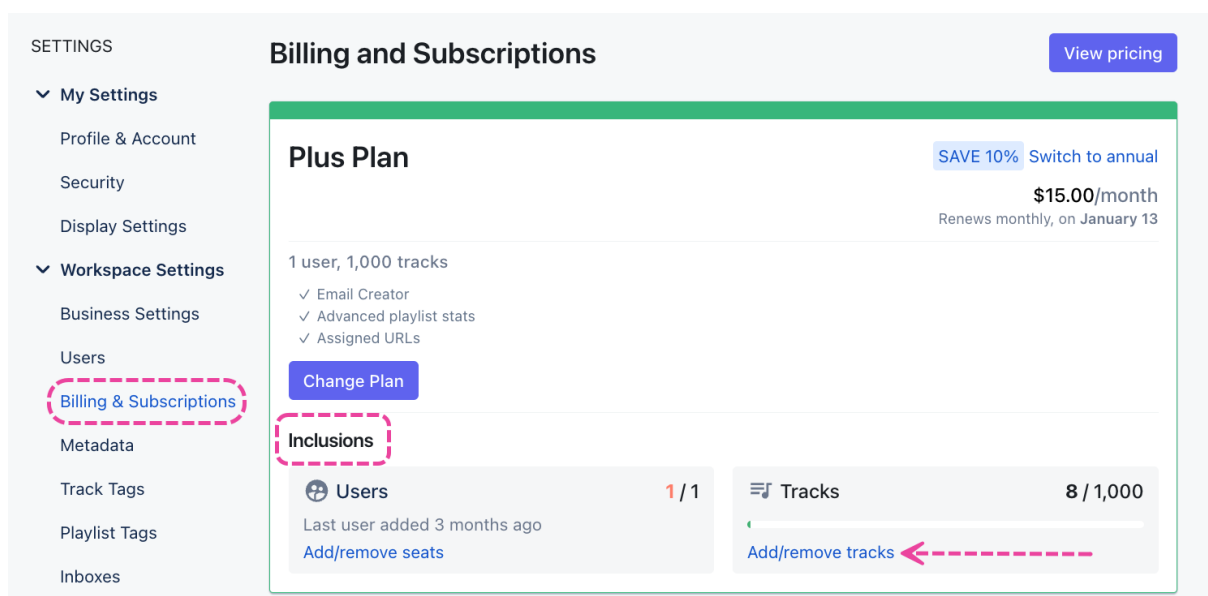 SETTINGS
My Settings
Profile & Account
Security
Display Settings
Workspace Settings
Business Settings
Users
Billing & Subscriptions
Metadata
Track Tags
Playlist Tags
Inboxes
Billing and Subscriptions
View pricing
Plus Plan
SAVE 10% Switch to annual
$15.00/month
Renews monthly, on January 13
1 user, 1,000 tracks
Email Creator
Advanced playlist stats
Assigned URLs
Change Plan
Inclusions
Users 1 / 1
Last user added 3 months ago
Add/remove seats
Tracks 8 / 1,000
Add/remove tracks